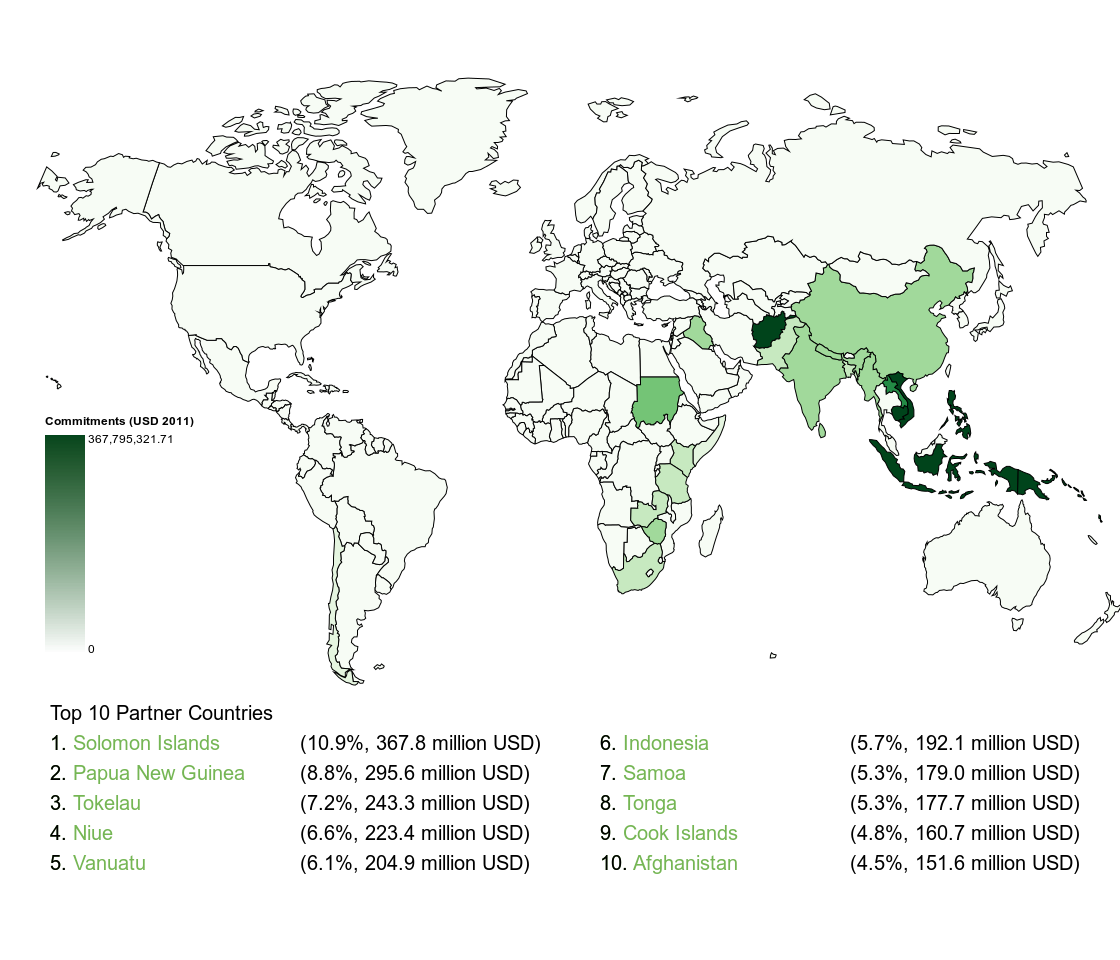 Commitments (USD 2011)
367,795,321.71
0
Top 10 Partner Countries
1. Solomon Islands (10.9%, 367.8 million USD)
2. Papua New Guinea (8.8%, 295.6 million USD)
3. Tokelau (7.2%, 243.3 million USD)
4. Niue (6.6%, 223.4 million USD)
5. Vanuatu (6.1%, 204.9 million USD)
6. Indonesia (5.7%, 192.1 million USD)
7. Samoa (5.3%, 179.0 million USD)
8. Tonga (5.3%, 177.7 million USD)
9. Cook Islands (4.8%, 160.7 million USD)
10. Afghanistan (4.5%, 151.6 million USD)